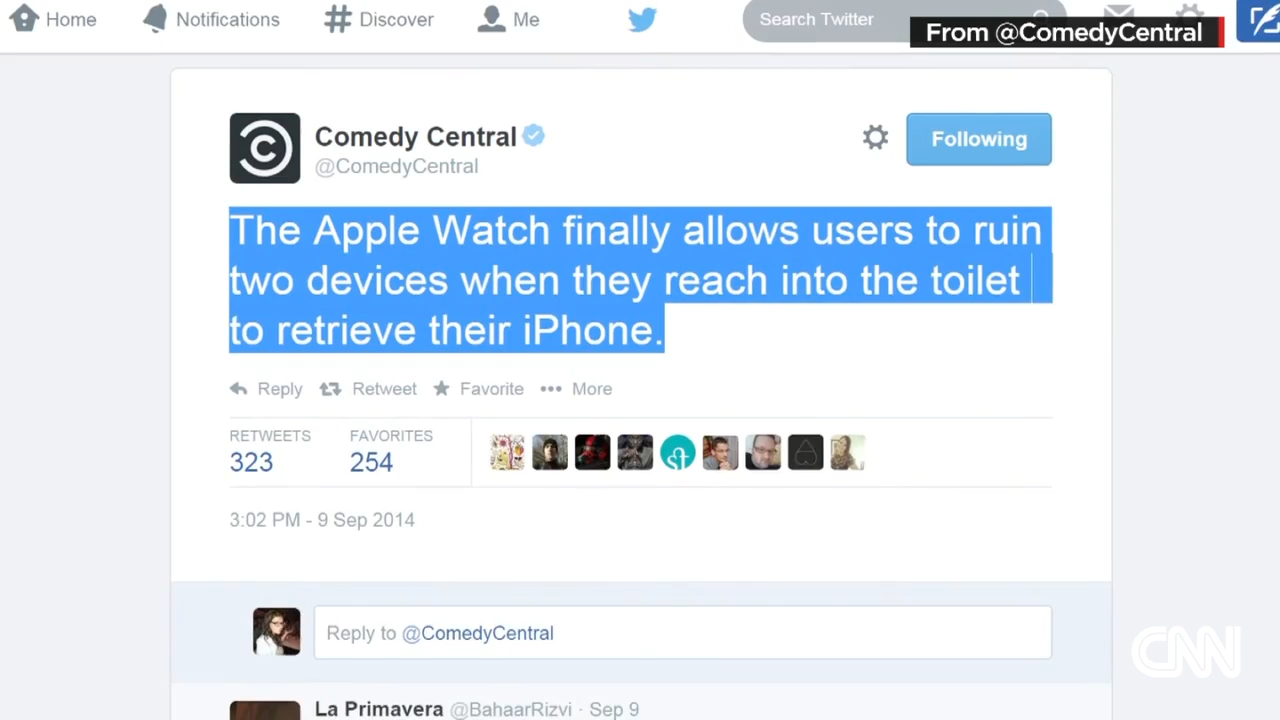 Home
Notifications
Discover
Me
Search Twitter
From @ComedyCentral
Comedy Central
@ComedyCentral
Following
The Apple Watch finally allows users to ruin
two devices when they reach into the toilet
to retrieve their iPhone.
Reply
Retweet
Favorite
More
RETWEETS
FAVORITES
323
254
3:02 PM - 9 Sep 2014
Reply to @ComedyCentral
CNN
La Primavera @BahaarRizvi · Sep 9